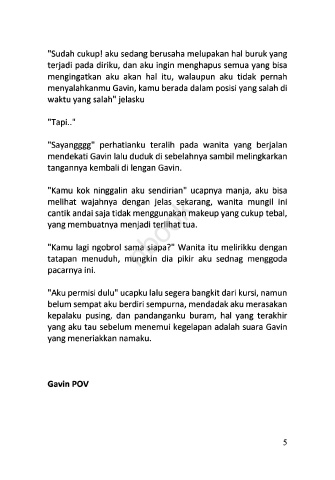 "Sudah cukup! aku sedang berusaha melupakan hal buruk yang
terjadi pada diriku, dan aku ingin menghapus semua yang bisa
mengingatkan aku akan hal itu, walaupun aku tidak pernah
menyalahkanmu Gavin, kamu berada dalam posisi yang salah di
waktu yang salah" jelasku
"Tapi.."
"Sayangggg" perhatianku teralih pada wanita yang berjalan
mendekati Gavin lalu duduk di sebelahnya sambil melingkarkan
tangannya kembali di lengan Gavin.
"Kamu kok ninggalin aku sendirian" ucapnya manja, aku bisa
melihat wajahnya dengan jelas sekarang, wanita mungil ini
cantik andai saja tidak menggunakan makeup yang cukup tebal,
yang membuatnya menjadi terlihat tua.
"Kamu lagi ngobrol sama siapa?" Wanita itu melirikku dengan
tatapan menuduh, mungkin dia pikir aku sednag menggoda
pacarnya ini.
"Aku permisi dulu" ucapku lalu segera bangkit dari kursi, namun
belum sempat aku berdiri sempurna, mendadak aku merasakan
kepalaku pusing, dan pandanganku buram, hal yang terakhir
yang aku tau sebelum menemui kegelapan adalah suara Gavin
yang meneriakkan namaku.
Gavin POV
5